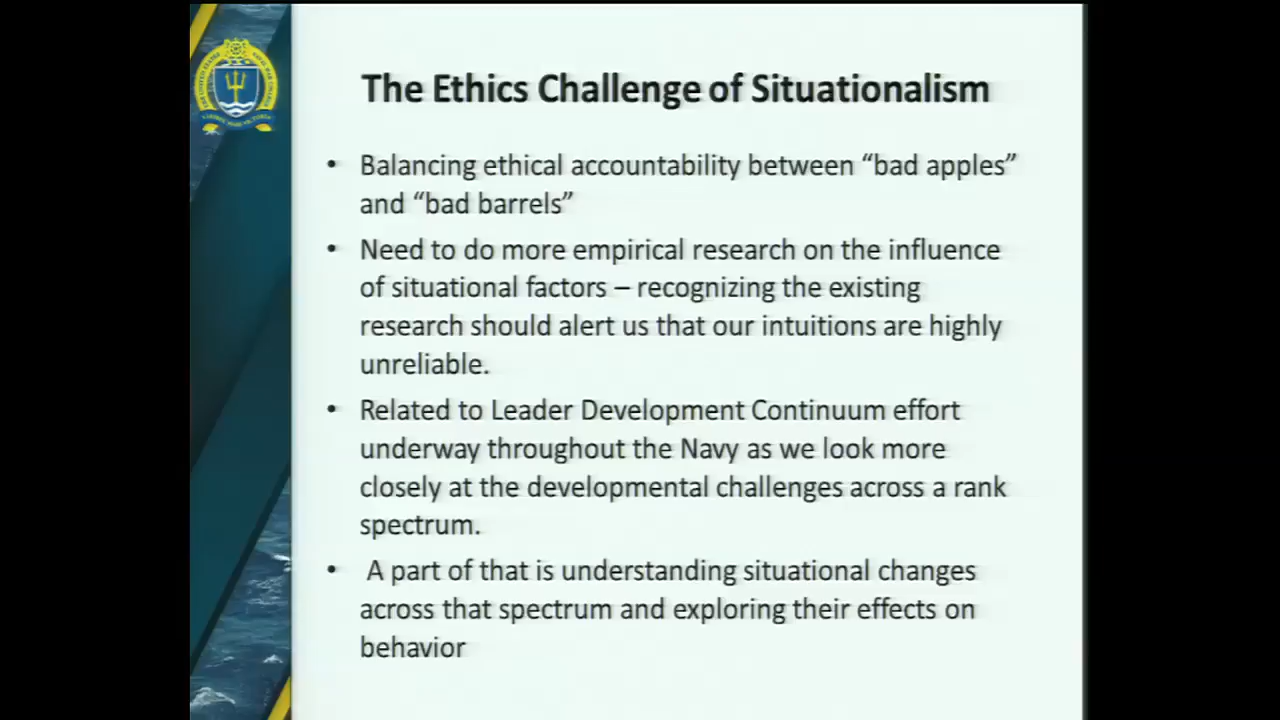 The Ethics Challenge of Situationalism
• Balancing ethical accountability between “bad apples”
and “bad barrels”
• Need to do more empirical research on the influence
of situational factors – recognizing the existing
research should alert us that our intuitions are highly
unreliable.
• Related to Leader Development Continuum effort
underway throughout the Navy as we look more
closely at the developmental challenges across a rank
spectrum.
• A part of that is understanding situational changes
across that spectrum and exploring their effects on
behavior